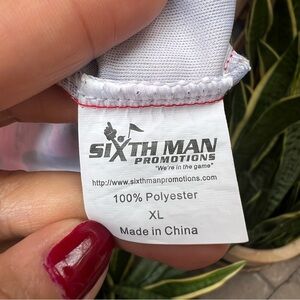 SIXTH MAN
PROMOTIONS
"We're in the game"
http://www.sixthmanpromotions.com
100% Polyester
XL
Made in China